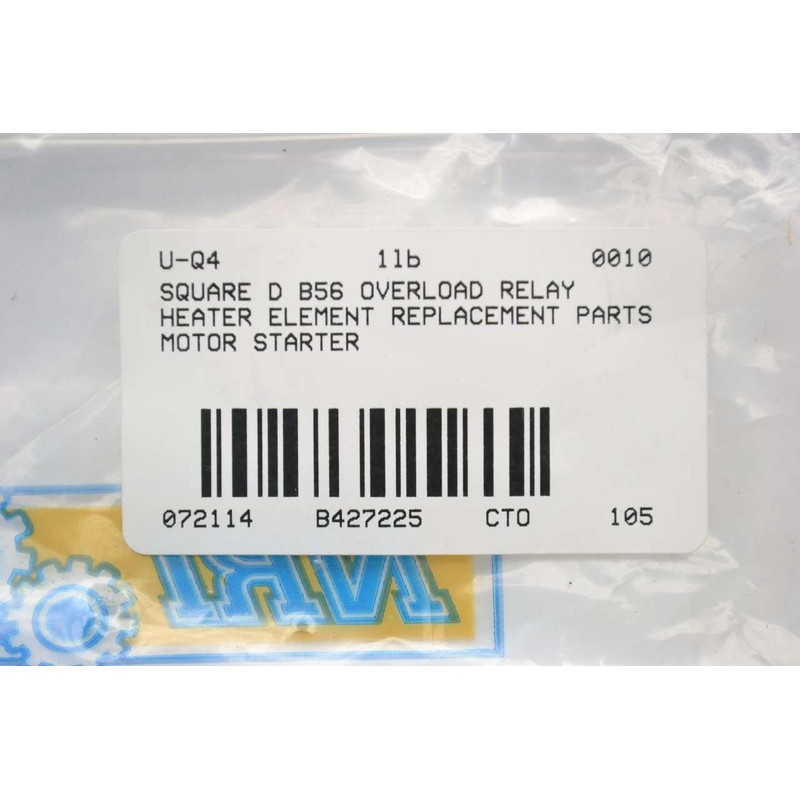 U-Q4 1lb 0010
SQUARE D B56 OVERLOAD RELAY
HEATER ELEMENT REPLACEMENT PARTS
MOTOR STARTER
072114 B427225 CTO 105